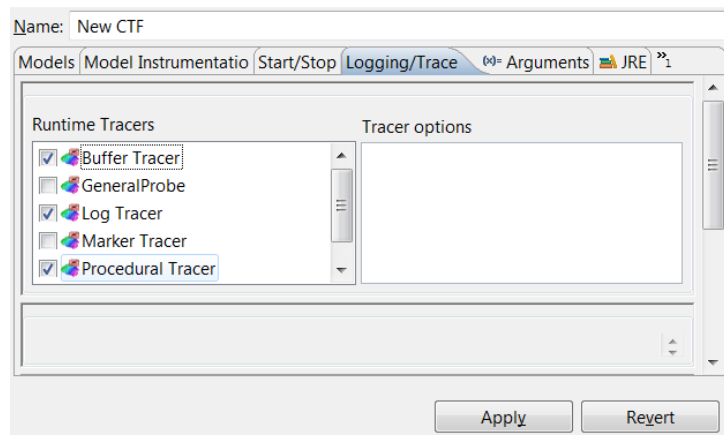 Name: New CTF
Models Model Instrumentatio Start/Stop Logging/Trace (x)= Arguments JRE »1
Runtime Tracers Tracer options
Buffer Tracer
GeneralProbe
Log Tracer
Marker Tracer
Procedural Tracer
Apply Revert